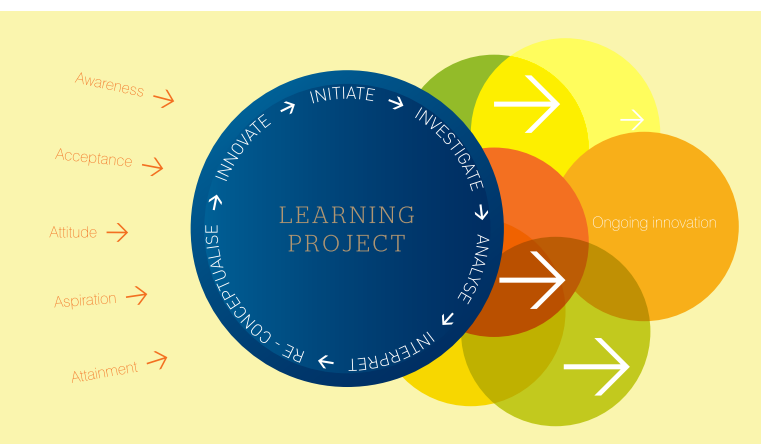 Awareness
Acceptance
Attitude
Aspiration
Attainment
INITIATE
INVESTIGATE
ANALYSE
INTERPRET
RE - CONCEPTUALISE
INNOVATE
LEARNING
PROJECT
Ongoing innovation